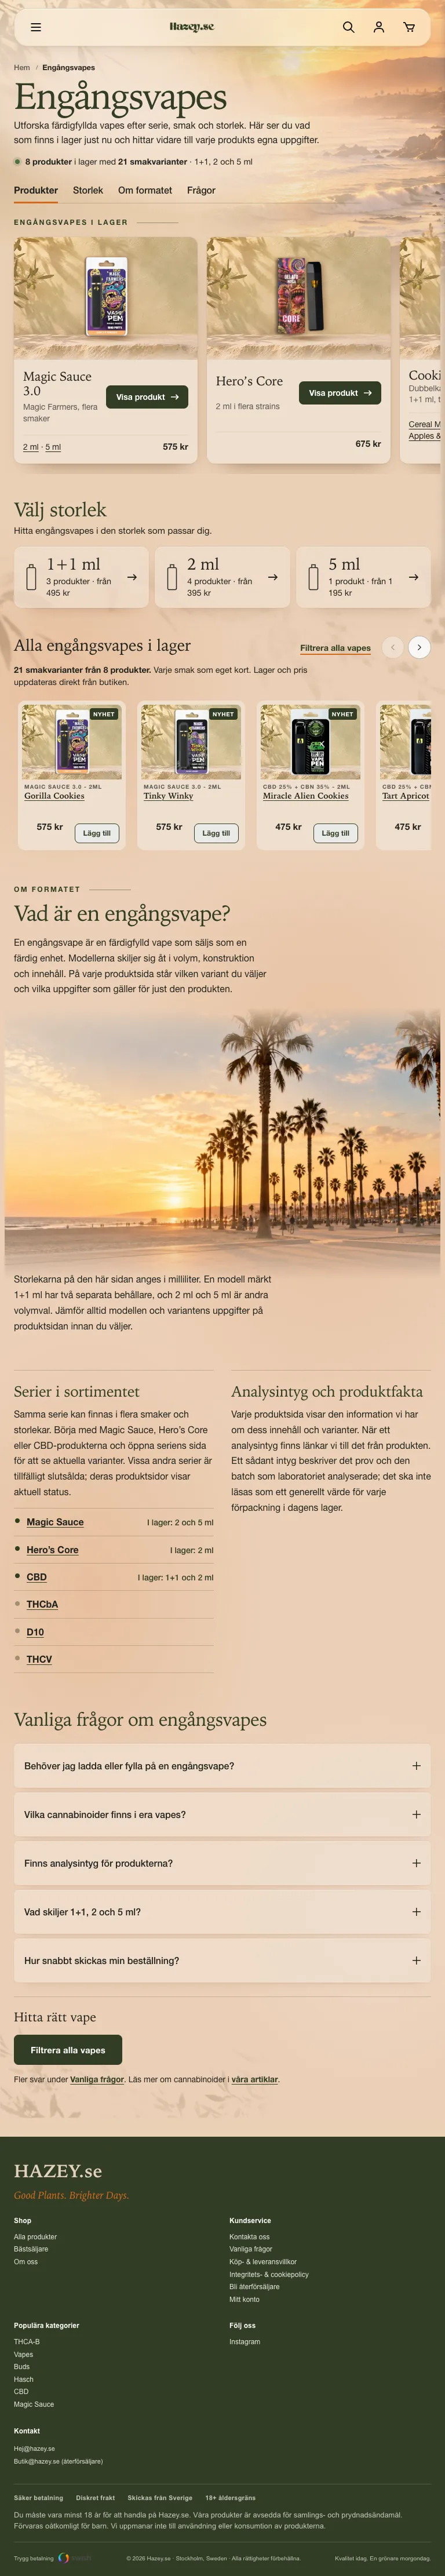 Hazey.se
Hem / Engångsvapes
Engångsvapes
Utforska färdigfyllda vapes efter serie, smak och storlek. Här ser du vad
som finns i lager just nu och hittar vidare till varje produkts egna uppgifter.
8 produkter i lager med 21 smakvarianter · 1+1, 2 och 5 ml
Produkter Storlek Om formatet Frågor
ENGÅNGSVAPES I LAGER
Magic Sauce
3.0
Magic Farmers, flera
smaker
Visa produkt →
2 ml · 5 ml 575 kr
Hero's Core
2 ml i flera strains
Visa produkt →
675 kr
Välj storlek
Hitta engångsvapes i den storlek som passar dig.
1+1 ml
3 produkter · från
495 kr
→
2 ml
4 produkter · från
395 kr
→
5 ml
1 produkt · från 1
195 kr
→
Alla engångsvapes i lager
Filtrera alla vapes
21 smakvarianter från 8 produkter. Varje smak som eget kort. Lager och pris
uppdateras direkt från butiken.
NYHET
MAGIC SAUCE 3.0 - 2ML
Gorilla Cookies
575 kr Lägg till
NYHET
MAGIC SAUCE 3.0 - 2ML
Tinky Winky
575 kr Lägg till
NYHET
CBD 25% + CBN 35% - 2ML
Miracle Alien Cookies
475 kr Lägg till
Tart Apricot
475 kr
OM FORMATET
Vad är en engångsvape?
En engångsvape är en färdigfylld vape som säljs som en
färdig enhet. Modellerna skiljer sig åt i volym, konstruktion
och innehåll. På varje produktsida står vilken variant du väljer
och vilka uppgifter som gäller för just den produkten.
Storlekarna på den här sidan anges i milliliter. En modell märkt
1+1 ml har två separata behållare, och 2 ml och 5 ml är andra
volymval. Jämför alltid modellen och variantens uppgifter på
produktsidan innan du väljer.
Serier i sortimentet
Samma serie kan finnas i flera smaker och
storlekar. Börja med Magic Sauce, Hero's Core
eller CBD-produkterna och öppna seriens sida
för att se aktuella varianter. Vissa andra serier är
tillfälligt slutsålda; deras produktsidor visar
aktuell status.
Magic Sauce I lager: 2 och 5 ml
Hero's Core I lager: 2 ml
CBD I lager: 1+1 och 2 ml
THCbA
D10
THCV
Analysintyg och produktfakta
Varje produktsida visar den information vi har
om dess innehåll och varianter. När ett
analysintyg finns länkar vi till det från produkten.
Ett sådant intyg beskriver det prov och den
batch som laboratoriet analyserade; det ska inte
läsas som ett generellt värde för varje
förpackning i dagens lager.
Vanliga frågor om engångsvapes
Behöver jag ladda eller fylla på en engångsvape? +
Vilka cannabinoider finns i era vapes? +
Finns analysintyg för produkterna? +
Vad skiljer 1+1, 2 och 5 ml? +
Hur snabbt skickas min beställning? +
Hitta rätt vape
Filtrera alla vapes
Fler svar under Vanliga frågor. Läs mer om cannabinoider i våra artiklar.
HAZEY.se
Good Plants. Brighter Days.
Shop
Alla produkter
Bästsäljare
Om oss
Kundservice
Kontakta oss
Vanliga frågor
Köp- & leveransvillkor
Integritets- & cookiepolicy
Bli återförsäljare
Mitt konto
Populära kategorier
THCA-B
Vapes
Buds
Hasch
CBD
Magic Sauce
Följ oss
Instagram
Kontakt
Hej@hazey.se
Butik@hazey.se (återförsäljare)
Säker betalning Diskret frakt Skickas från Sverige 18+ åldersgräns
Du måste vara minst 18 år för att handla på Hazey.se. Våra produkter är avsedda för samlings- och prydnadsändamål.
Förvaras oåtkomligt för barn. Vi uppmanar inte till användning eller konsumtion av produkterna.
Trygg betalning
© 2026 Hazey.se · Stockholm, Sweden · Alla rättigheter förbehållna.
Kvalitet idag. En grönare morgondag.